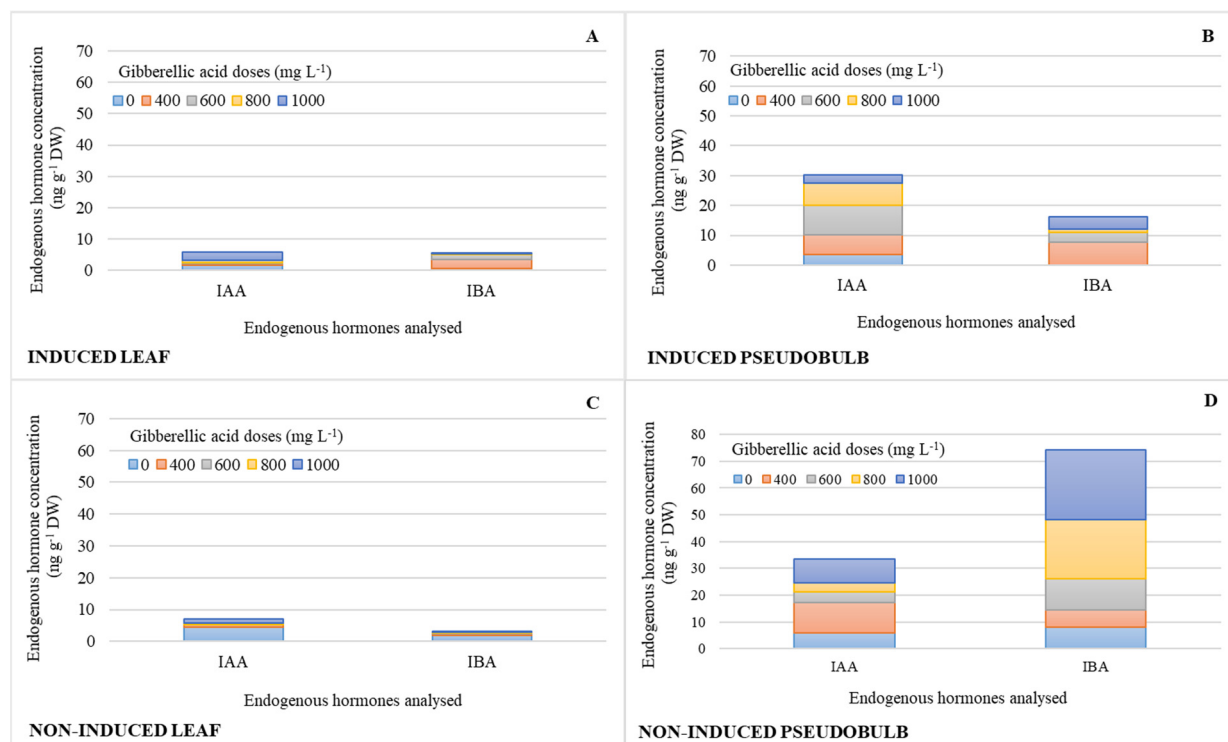 A
70
60
50
40
30
20
10
0
Endogenous hormone concentration
(ng g⁻¹ DW)
Gibberellic acid doses (mg L⁻¹)
0 400 600 800 1000
IAA IBA
Endogenous hormones analysed
INDUCED LEAF
B
70
60
50
40
30
20
10
0
Endogenous hormone concentration
(ng g⁻¹ DW)
Gibberellic acid doses (mg L⁻¹)
0 400 600 800 1000
IAA IBA
Endogenous hormones analysed
INDUCED PSEUDOBULB
C
70
60
50
40
30
20
10
0
Endogenous hormone concentration
(ng g⁻¹ DW)
Gibberellic acid doses (mg L⁻¹)
0 400 600 800 1000
IAA IBA
Endogenous hormones analysed
NON-INDUCED LEAF
D
80
70
60
50
40
30
20
10
0
Endogenous hormone concentration
(ng g⁻¹ DW)
Gibberellic acid doses (mg L⁻¹)
0 400 600 800 1000
IAA IBA
Endogenous hormones analysed
NON-INDUCED PSEUDOBULB